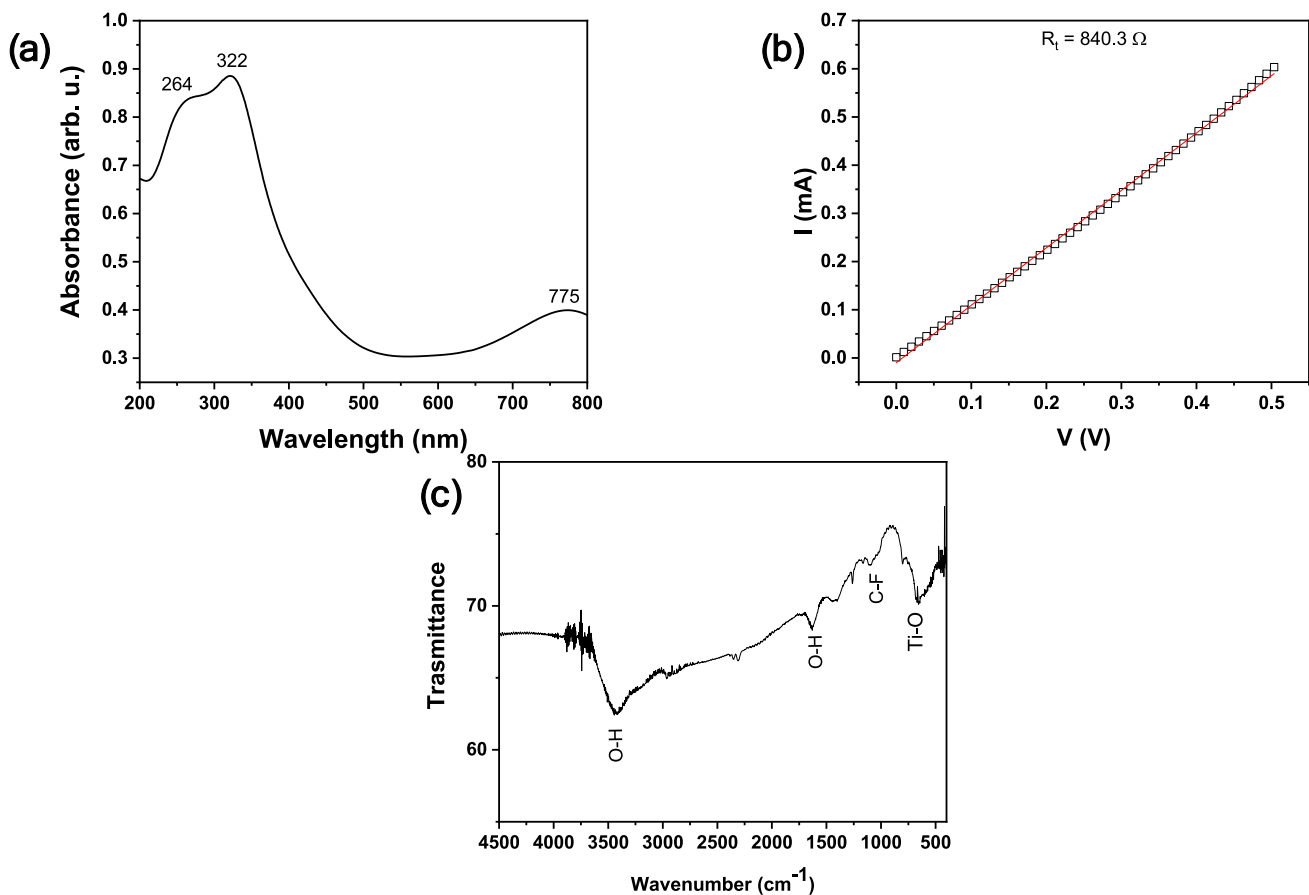 (a)
1.0
0.9
0.8
0.7
0.6
0.5
0.4
0.3
Absorbance (arb. u.)
264
322
775
200 300 400 500 600 700 800
Wavelength (nm)
(b)
R_t = 840.3 Ω
0.7
0.6
0.5
0.4
0.3
0.2
0.1
0.0
I (mA)
0.0 0.1 0.2 0.3 0.4 0.5
V (V)
(c)
80
70
60
Trasmittance
O-H
O-H
C-F
Ti-O
4500 4000 3500 3000 2500 2000 1500 1000 500
Wavenumber (cm⁻¹)